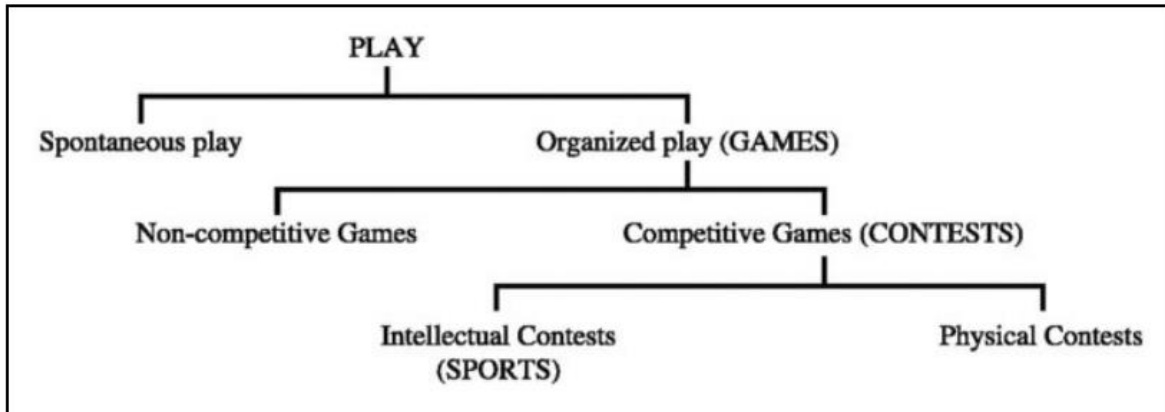 PLAY
Spontaneous play
Organized play (GAMES)
Non-competitive Games
Competitive Games (CONTESTS)
Intellectual Contests
(SPORTS)
Physical Contests